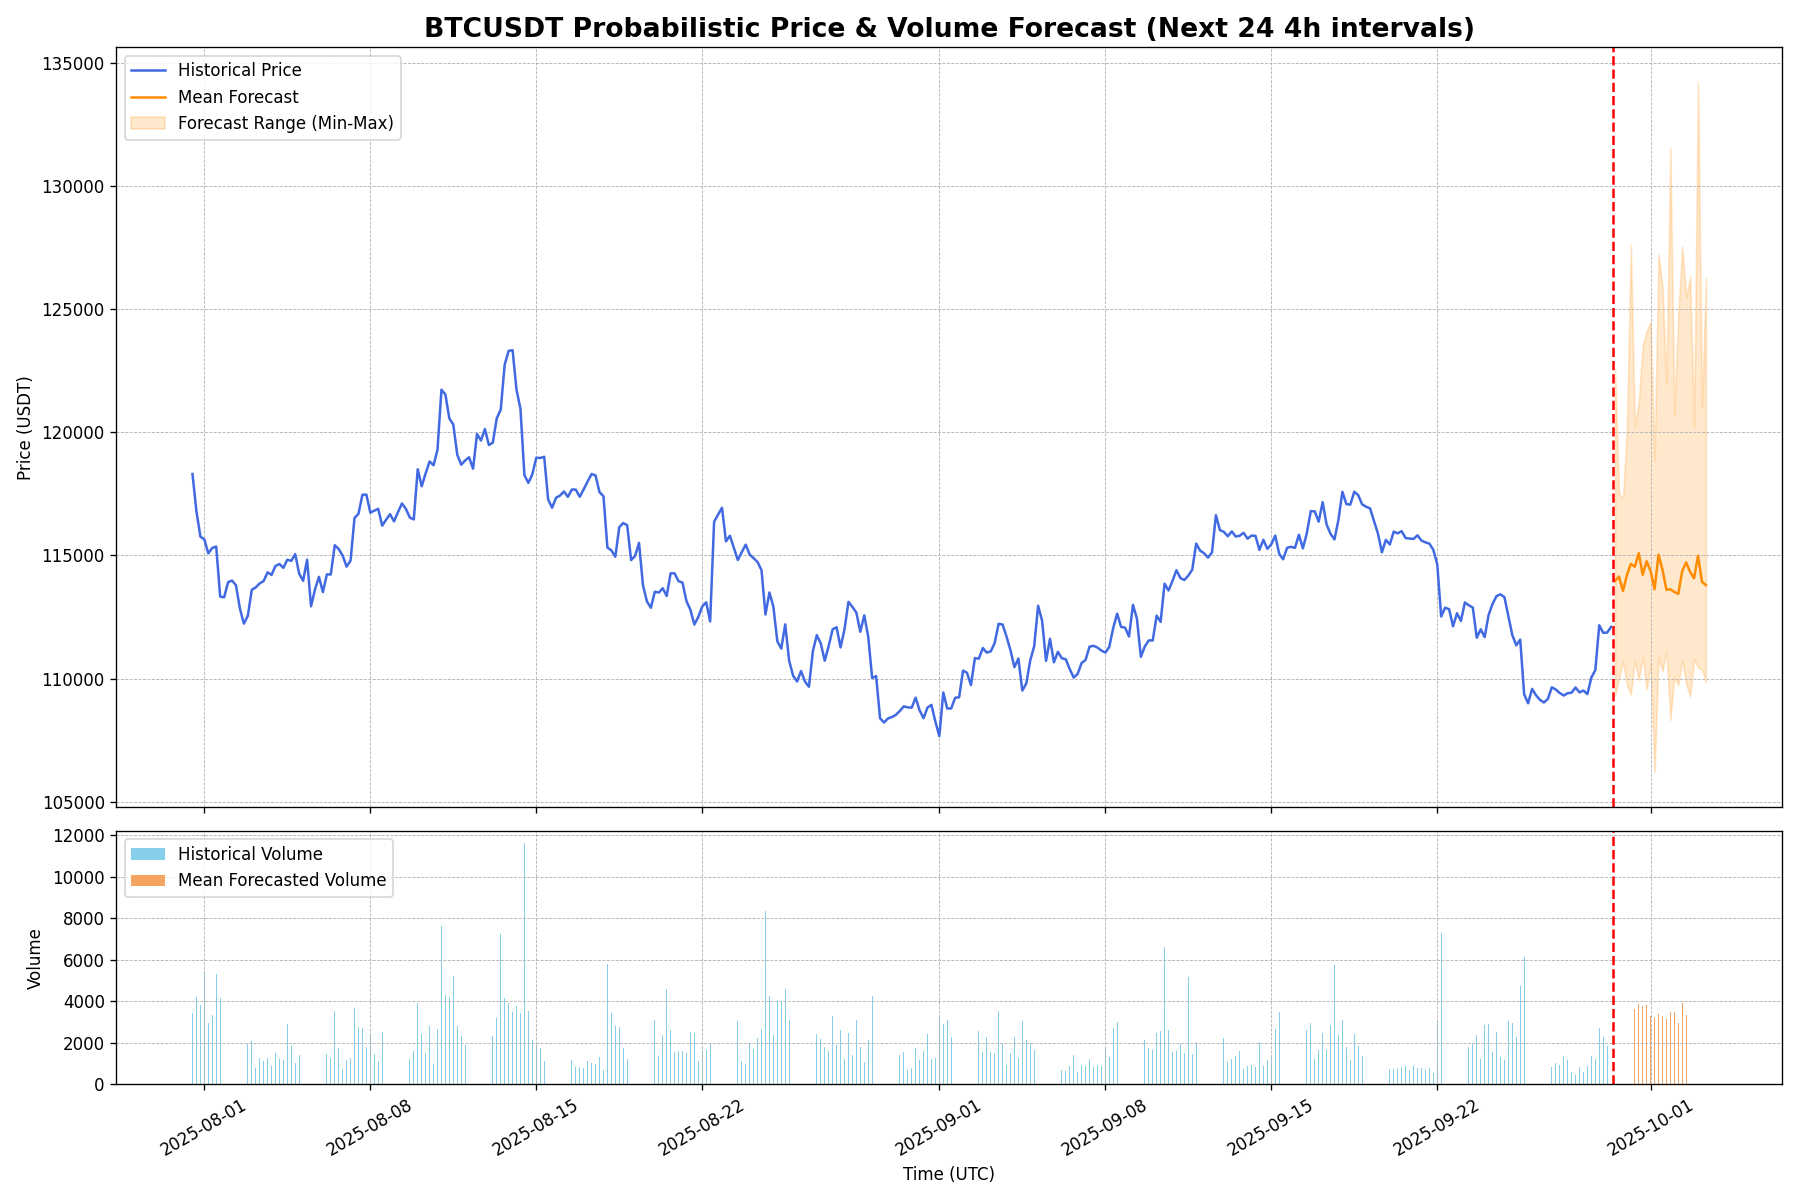 BTCUSDT Probabilistic Price & Volume Forecast (Next 24 4h intervals)
Historical Price
Mean Forecast
Forecast Range (Min-Max)
Price (USDT)
135000
130000
125000
120000
115000
110000
105000
Historical Volume
Mean Forecasted Volume
Volume
12000
10000
8000
6000
4000
2000
0
2025-08-01
2025-08-08
2025-08-15
2025-08-22
2025-09-01
2025-09-08
2025-09-15
2025-09-22
2025-10-01
Time (UTC)